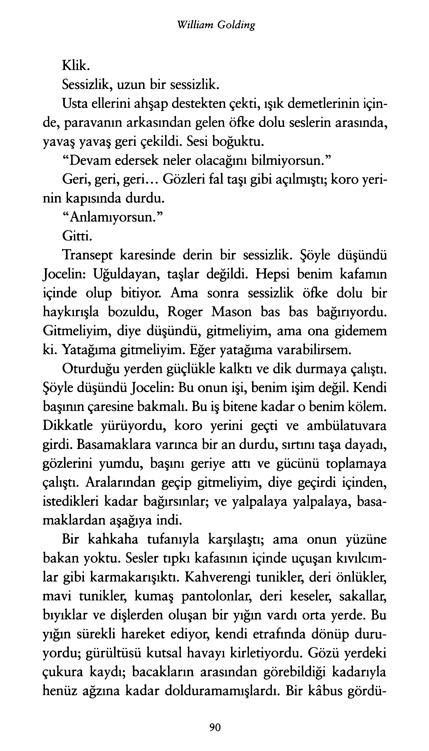 William Golding
Klik.
Sessizlik, uzun bir sessizlik.
Usta ellerini ahşap destekten çekti, ışık demetlerinin için-
de, paravanın arkasından gelen öfke dolu seslerin arasında,
yavaş yavaş geri çekildi. Sesi boğuktu.
“Devam edersek neler olacağını bilmiyorsun.”
Geri, geri, geri... Gözleri fal taşı gibi açılmıştı; koro yeri-
nin kapısında durdu.
“Anlamıyorsun.”
Gitti.
Transept karesinde derin bir sessizlik. Şöyle düşündü
Jocelin: Uğuldayan, taşlar değildi. Hepsi benim kafamın
içinde olup bitiyor. Ama sonra sessizlik öfke dolu bir
haykırışla bozuldu, Roger Mason bas bas bağırıyordu.
Gitmeliyim, diye düşündü, gitmeliyim, ama ona gidemem
ki. Yatağıma gitmeliyim. Eğer yatağıma varabilirsem.
Oturduğu yerden güçlükle kalktı ve dik durmaya çalıştı.
Şöyle düşündü Jocelin: Bu onun işi, benim işim değil. Kendi
başının çaresine bakmalı. Bu iş bitene kadar o benim kölem.
Dikkatle yürüyordu, koro yerini geçti ve ambülatuvara
girdi. Basamaklara varınca bir an durdu, sırtını taşa dayadı,
gözlerini yumdu, başını geriye attı ve gücünü toplamaya
çalıştı. Aralarından geçip gitmeliyim, diye geçirdi içinden,
istedikleri kadar bağırsınlar; ve yalpalaya yalpalaya, basa-
maklardan aşağıya indi.
Bir kahkaha tufanıyla karşılaştı; ama onun yüzüne
bakan yoktu. Sesler tıpkı kafasının içinde uçuşan kıvılcım-
lar gibi karmakarışıktı. Kahverengi tunikler, deri önlükler,
mavi tunikler, kumaş pantolonlar, deri keseler, sakallar,
bıyıklar ve dişlerden oluşan bir yığın vardı orta yerde. Bu
yığın sürekli hareket ediyor, kendi etrafında dönüp duru-
yordu; gürültüsü kutsal havayı kirletiyordu. Gözü yerdeki
çukura kaydı; bacakların arasından görebildiği kadarıyla
henüz ağzına kadar dolduramamışlardı. Bir kâbus gördü-
90